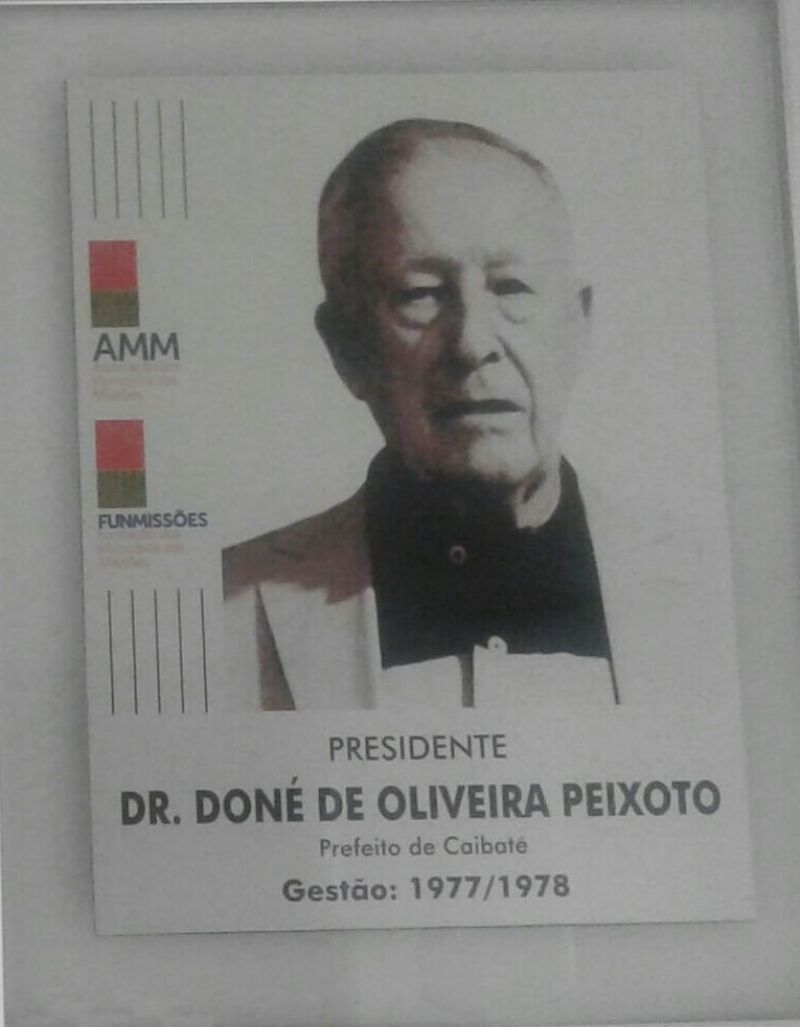 AMM
FUNMISSÕES
PRESIDENTE
DR. DONÉ DE OLIVEIRA PEIXOTO
Prefeito de Caibaté
Gestão: 1977/1978